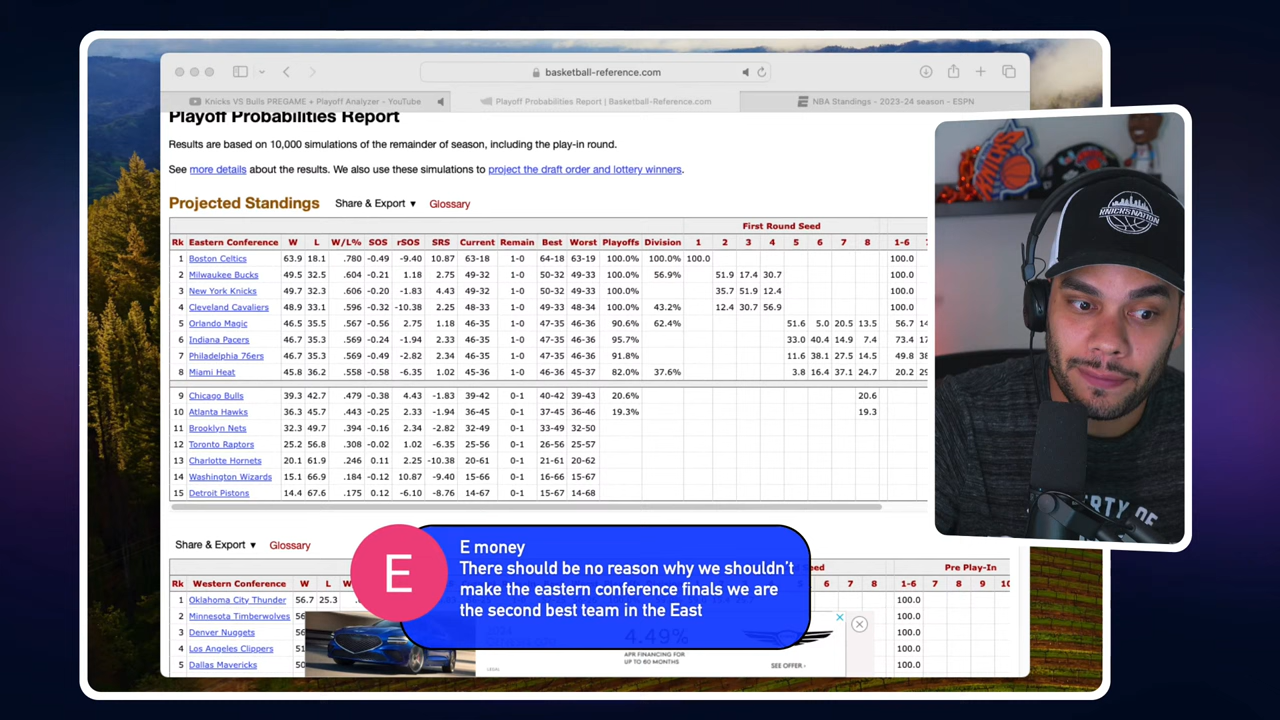 basketball-reference.com
Knicks VS Bulls PREGAME + Playoff Analyzer - YouTube
Playoff Probabilities Report | Basketball-Reference.com
NBA Standings - 2023-24 season - ESPN
Playoff Probabilities Report
Results are based on 10,000 simulations of the remainder of season, including the play-in round.
See more details about the results. We also use these simulations to project the draft order and lottery winners.
Projected Standings Share & Export ▼ Glossary
First Round Seed
Rk Eastern Conference W L W/L% SOS rSOS SRS Current Remain Best Worst Playoffs Division 1 2 3 4 5 6 7 8 1-6
1 Boston Celtics 63.9 18.1 .780 -0.49 -9.40 10.87 63-18 1-0 64-18 63-19 100.0% 100.0% 100.0 100.0
2 Milwaukee Bucks 49.5 32.5 .604 -0.21 1.18 2.75 49-32 1-0 50-32 49-33 100.0% 56.9% 51.9 17.4 30.7 100.0
3 New York Knicks 49.7 32.3 .606 -0.20 -1.83 4.43 49-32 1-0 50-32 49-33 100.0% 35.7 51.9 12.4 100.0
4 Cleveland Cavaliers 48.9 33.1 .596 -0.32 -10.38 2.25 48-33 1-0 49-33 48-34 100.0% 43.2% 12.4 30.7 56.9 100.0
5 Orlando Magic 46.5 35.5 .567 -0.56 2.75 1.18 46-35 1-0 47-35 46-36 90.6% 62.4% 51.6 5.0 20.5 13.5 56.7
6 Indiana Pacers 46.7 35.3 .569 -0.24 -1.94 2.33 46-35 1-0 47-35 46-36 95.7% 33.0 40.4 14.9 7.4 73.4
7 Philadelphia 76ers 46.7 35.3 .569 -0.49 -2.82 2.34 46-35 1-0 47-35 46-36 91.8% 11.6 38.1 27.5 14.5 49.8
8 Miami Heat 45.8 36.2 .558 -0.58 -6.35 1.02 45-36 1-0 46-36 45-37 82.0% 37.6% 3.8 16.4 37.1 24.7 20.2
9 Chicago Bulls 39.3 42.7 .479 -0.38 4.43 -1.83 39-42 0-1 40-42 39-43 20.6% 20.6
10 Atlanta Hawks 36.3 45.7 .443 -0.25 2.33 -1.94 36-45 0-1 37-45 36-46 19.3% 19.3
11 Brooklyn Nets 32.3 49.7 .394 -0.16 2.34 -2.82 32-49 0-1 33-49 32-50
12 Toronto Raptors 25.2 56.8 .308 -0.02 1.02 -6.35 25-56 0-1 26-56 25-57
13 Charlotte Hornets 20.1 61.9 .246 0.11 2.25 -10.38 20-61 0-1 21-61 20-62
14 Washington Wizards 15.1 66.9 .184 -0.12 10.87 -9.40 15-66 0-1 16-66 15-67
15 Detroit Pistons 14.4 67.6 .175 0.12 -6.10 -8.76 14-67 0-1 15-67 14-68
Share & Export ▼ Glossary
Pre Play-In
Rk Western Conference W L 7 8 1-6 7 8 9
1 Oklahoma City Thunder 56.7 25.3 100.0
2 Minnesota Timberwolves 100.0
3 Denver Nuggets 100.0
4 Los Angeles Clippers 100.0
5 Dallas Mavericks 100.0
E
E money
There should be no reason why we shouldn't
make the eastern conference finals we are
the second best team in the East
4.49%
APR FINANCING FOR
UP TO 60 MONTHS
SEE OFFER ›
LEGAL
KNICKS
KNICKSNATION